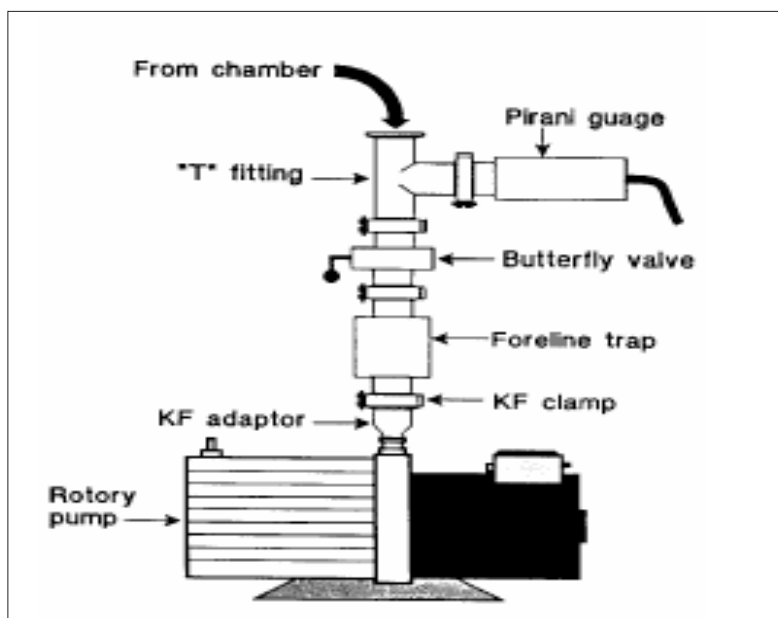 From chamber
Pirani guage
"T" fitting
Butterfly valve
Foreline trap
KF clamp
KF adaptor
Rotory
pump